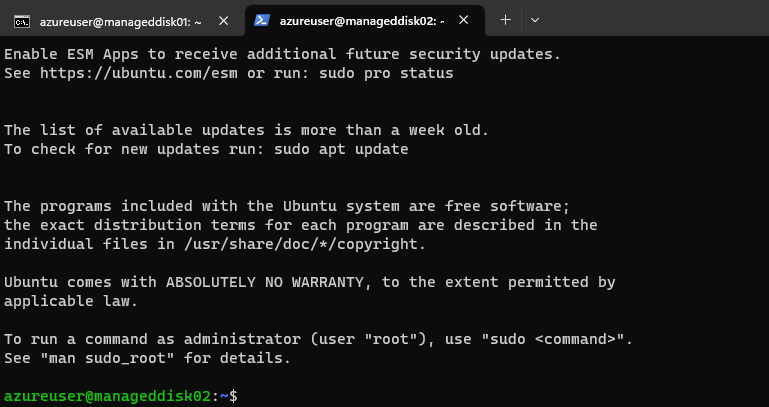 azureuser@manageddisk01: ~
azureuser@manageddisk02: ~
Enable ESM Apps to receive additional future security updates.
See https://ubuntu.com/esm or run: sudo pro status
The list of available updates is more than a week old.
To check for new updates run: sudo apt update
The programs included with the Ubuntu system are free software;
the exact distribution terms for each program are described in the
individual files in /usr/share/doc/*/copyright.
Ubuntu comes with ABSOLUTELY NO WARRANTY, to the extent permitted by
applicable law.
To run a command as administrator (user "root"), use "sudo <command>".
See "man sudo_root" for details.
azureuser@manageddisk02:~$